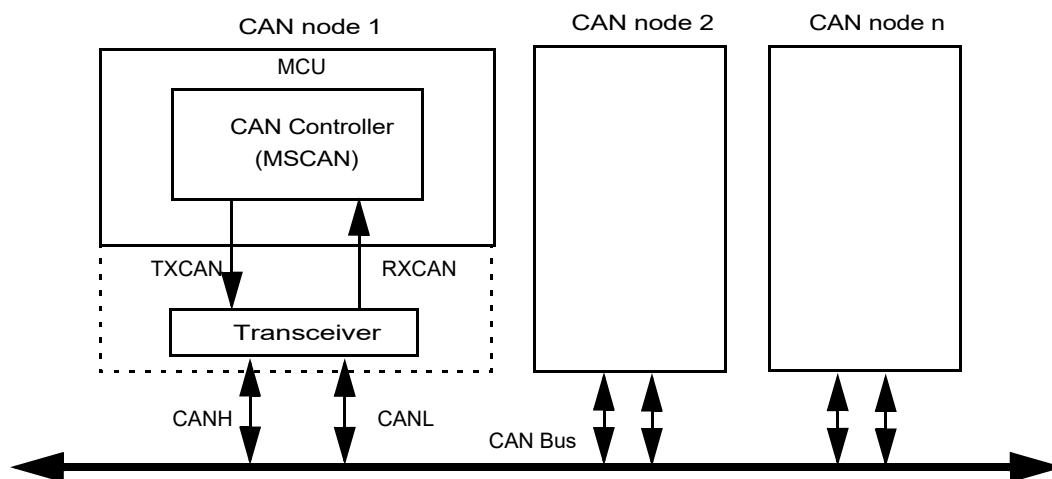 CAN node 1
CAN node 2
CAN node n
MCU
CAN Controller
(MSCAN)
TXCAN
RXCAN
Transceiver
CANH
CANL
CAN Bus